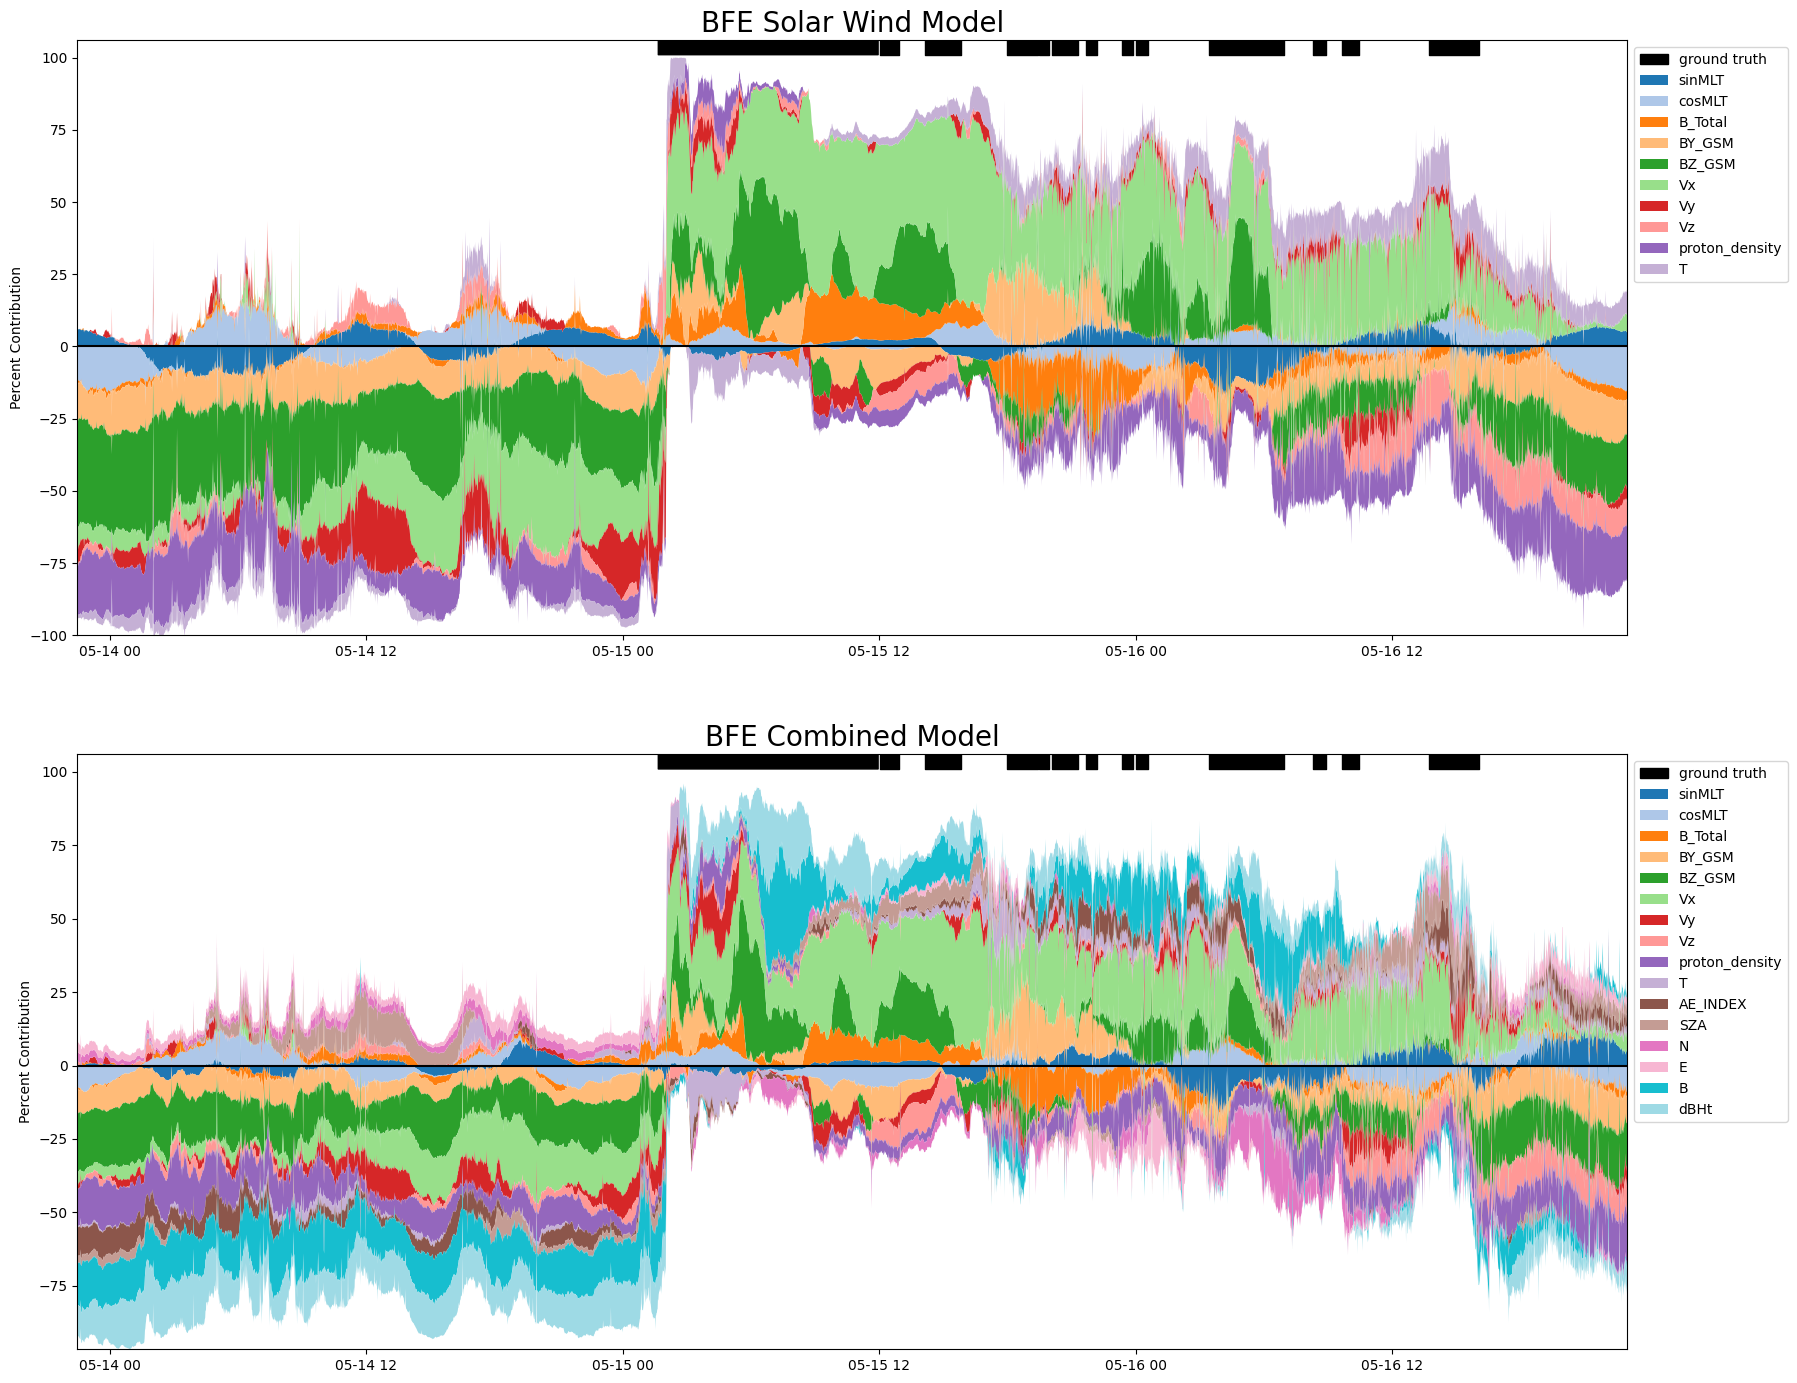 BFE Solar Wind Model
Percent Contribution
100
75
50
25
0
−25
−50
−75
−100
05-14 00
05-14 12
05-15 00
05-15 12
05-16 00
05-16 12
ground truth
sinMLT
cosMLT
B_Total
BY_GSM
BZ_GSM
Vx
Vy
Vz
proton_density
T
BFE Combined Model
Percent Contribution
100
75
50
25
0
−25
−50
−75
05-14 00
05-14 12
05-15 00
05-15 12
05-16 00
05-16 12
ground truth
sinMLT
cosMLT
B_Total
BY_GSM
BZ_GSM
Vx
Vy
Vz
proton_density
T
AE_INDEX
SZA
N
E
B
dBHt